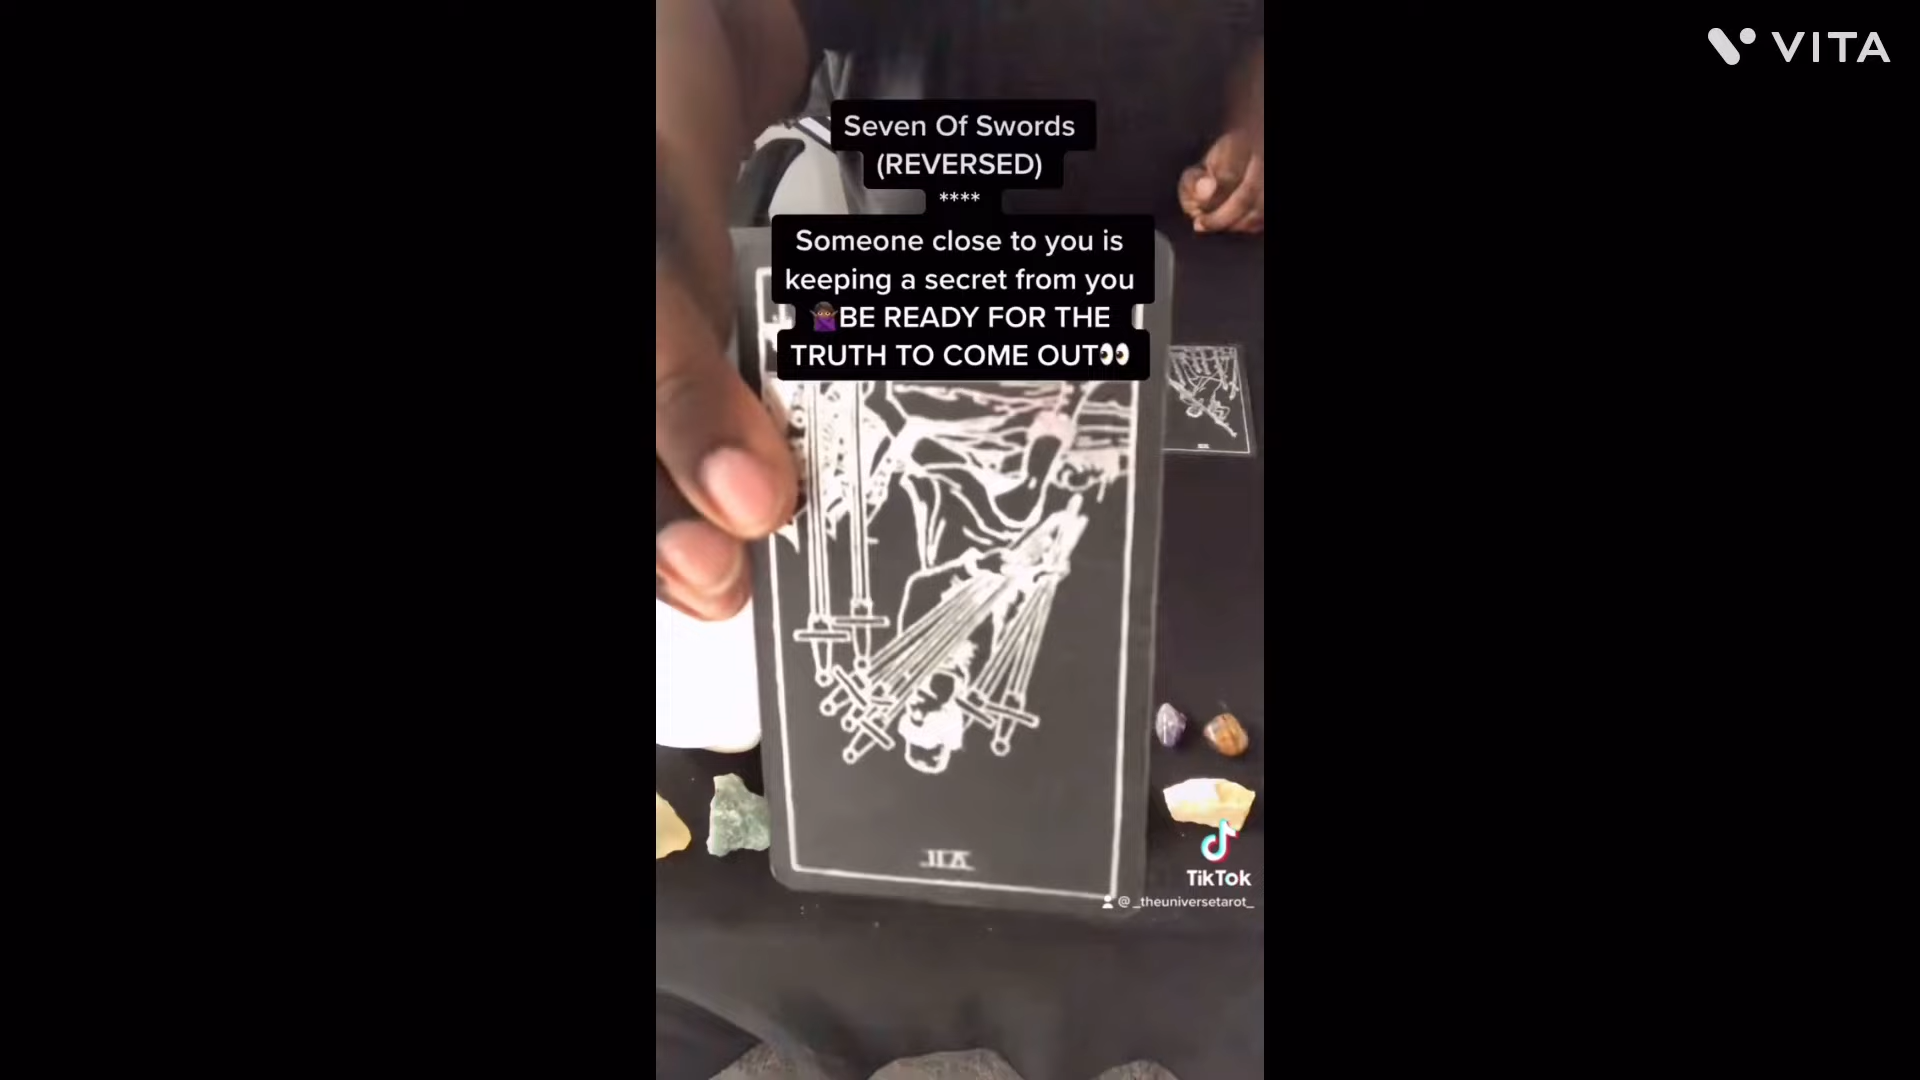 VITA
Seven Of Swords
(REVERSED)
****
Someone close to you is
keeping a secret from you
🙅🏾BE READY FOR THE
TRUTH TO COME OUT👀
VII
TikTok
@ _theuniversetarot_